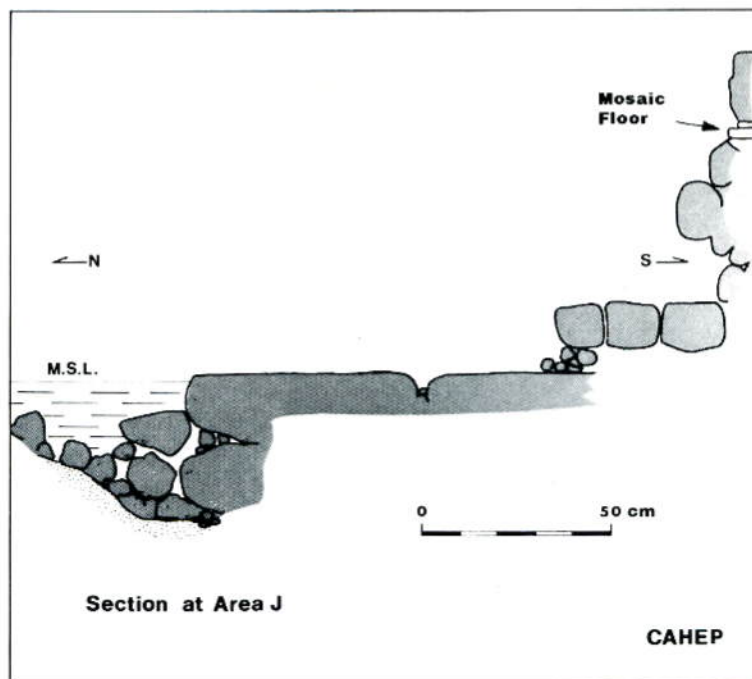 Mosaic
Floor
N
S
M.S.L.
0 50 cm
Section at Area J
CAHEP